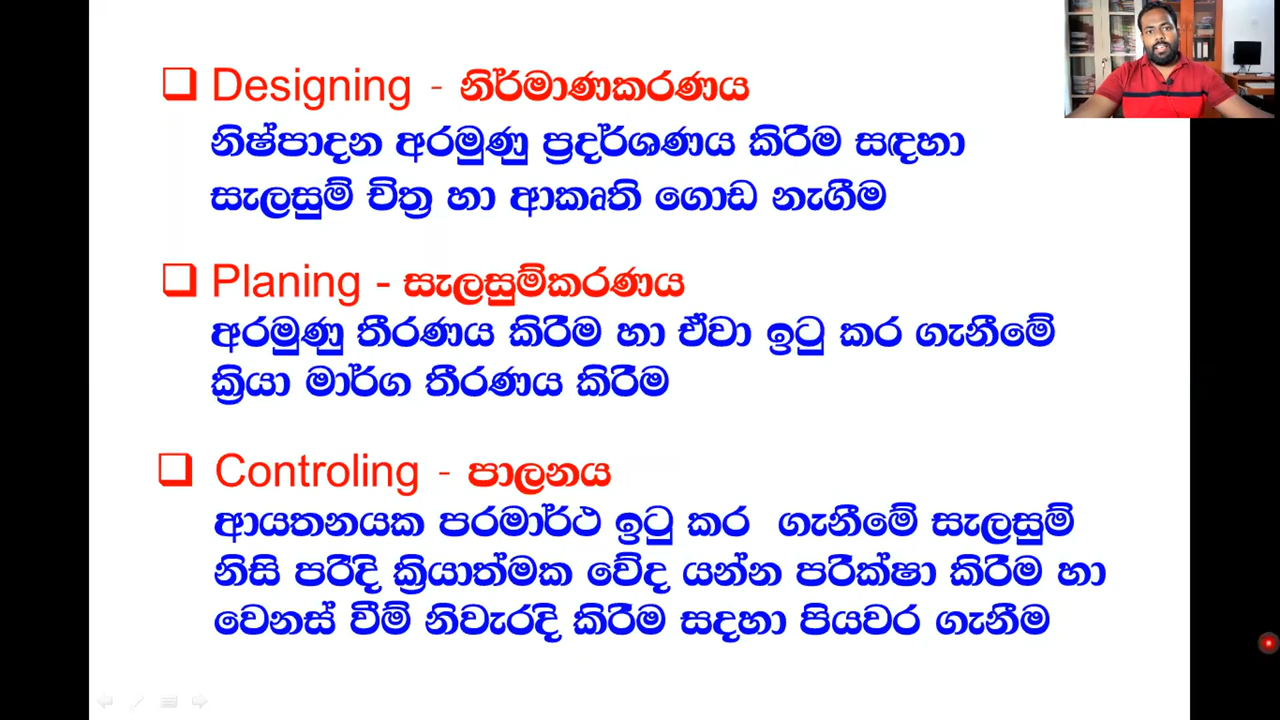 Designing - නිර්මාණකරණය
නිෂ්පාදන අරමුණු ප්‍රදර්ශණය කිරීම සඳහා
සැලසුම් චිත්‍ර හා ආකෘති ගොඩ නැගීම
Planing - සැලසුම්කරණය
අරමුණු තීරණය කිරීම හා ඒවා ඉටු කර ගැනීමේ
ක්‍රියා මාර්ග තීරණය කිරීම
Controling - පාලනය
ආයතනයක පරමාර්ථ ඉටු කර ගැනීමේ සැලසුම්
නිසි පරිදි ක්‍රියාත්මක වේද යන්න පරීක්ෂා කිරීම හා
වෙනස් වීම් නිවැරදි කිරීම සදහා පියවර ගැනීම